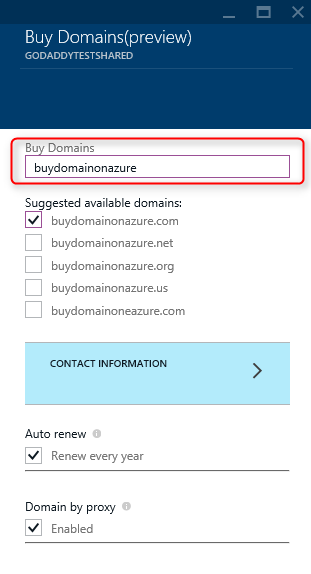 Buy Domains(preview)
GODADDYTESTSHARED
Buy Domains
buydomainonazure
Suggested available domains:
buydomainonazure.com
buydomainonazure.net
buydomainonazure.org
buydomainonazure.us
buydomainoneazure.com
CONTACT INFORMATION
Auto renew
Renew every year
Domain by proxy
Enabled